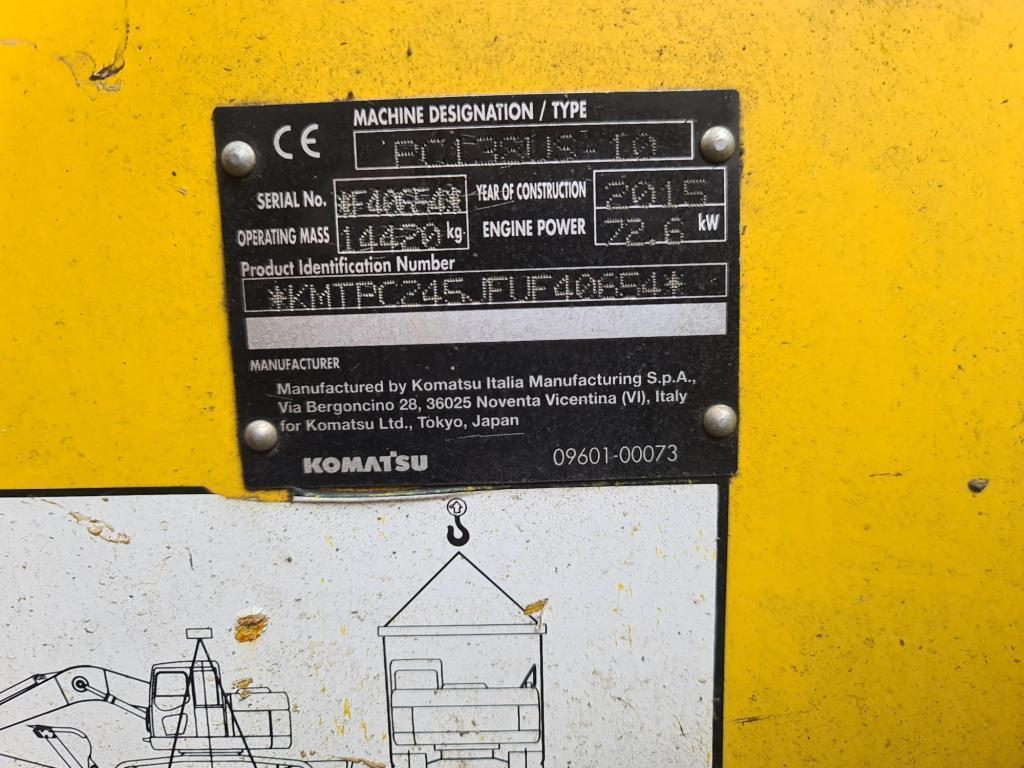 CE
MACHINE DESIGNATION / TYPE
PC138US-10
SERIAL No. *F40654* YEAR OF CONSTRUCTION 2015
OPERATING MASS 14420 kg ENGINE POWER 72.6 kW
Product Identification Number
*KMTPC245JFUF40654*
MANUFACTURER
Manufactured by Komatsu Italia Manufacturing S.p.A.,
Via Bergoncino 28, 36025 Noventa Vicentina (VI), Italy
for Komatsu Ltd., Tokyo, Japan
KOMATSU 09601-00073